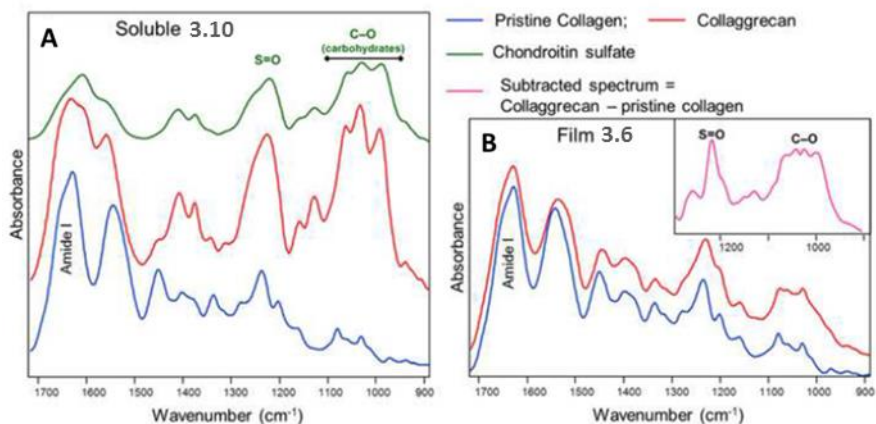 A
Soluble 3.10
C–O
(carbohydrates)
S=O
Amide I
Absorbance
1700 1600 1500 1400 1300 1200 1100 1000 900
Wavenumber (cm-1)
Pristine Collagen; Collaggrecan
Chondroitin sulfate
Subtracted spectrum =
Collaggrecan – pristine collagen
B
Film 3.6
S=O C–O
1200 1000
Amide I
Absorbance
1700 1600 1500 1400 1300 1200 1100 1000 900
Wavenumber (cm-1)